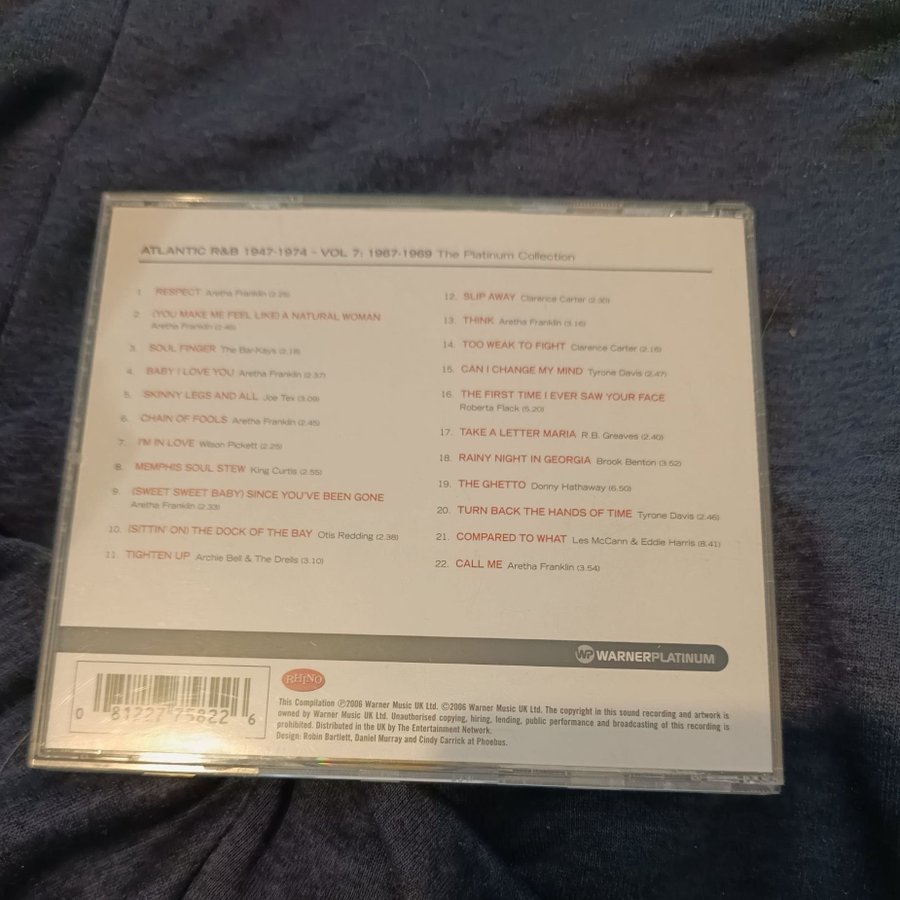 ATLANTIC R&B 1947-1974 - VOL 7: 1967-1969 The Platinum Collection
1. RESPECT Aretha Franklin (2.26)
2. (YOU MAKE ME FEEL LIKE) A NATURAL WOMAN
Aretha Franklin (2.45)
3. SOUL FINGER The Bar-Kays (2.18)
4. BABY I LOVE YOU Aretha Franklin (2.37)
5. SKINNY LEGS AND ALL Joe Tex (3.09)
6. CHAIN OF FOOLS Aretha Franklin (2.45)
7. I'M IN LOVE Wilson Pickett (2.25)
8. MEMPHIS SOUL STEW King Curtis (2.55)
9. (SWEET SWEET BABY) SINCE YOU'VE BEEN GONE
Aretha Franklin (2.33)
10. (SITTIN' ON) THE DOCK OF THE BAY Otis Redding (2.38)
11. TIGHTEN UP Archie Bell & The Drells (3.10)
12. SLIP AWAY Clarence Carter (2.30)
13. THINK Aretha Franklin (3.16)
14. TOO WEAK TO FIGHT Clarence Carter (2.16)
15. CAN I CHANGE MY MIND Tyrone Davis (2.47)
16. THE FIRST TIME I EVER SAW YOUR FACE
Roberta Flack (5.20)
17. TAKE A LETTER MARIA R.B. Greaves (2.40)
18. RAINY NIGHT IN GEORGIA Brook Benton (3.52)
19. THE GHETTO Donny Hathaway (6.50)
20. TURN BACK THE HANDS OF TIME Tyrone Davis (2.46)
21. COMPARED TO WHAT Les McCann & Eddie Harris (8.41)
22. CALL ME Aretha Franklin (3.54)
WP WARNERPLATINUM
RHINO
0 81227 75822 6
This Compilation ℗2006 Warner Music UK Ltd. ©2006 Warner Music UK Ltd. The copyright in this sound recording and artwork is
owned by Warner Music UK Ltd. Unauthorised copying, hiring, lending, public performance and broadcasting of this recording is
prohibited. Distributed in the UK by The Entertainment Network.
Design: Robin Bartlett, Daniel Murray and Cindy Carrick at Phoebus.